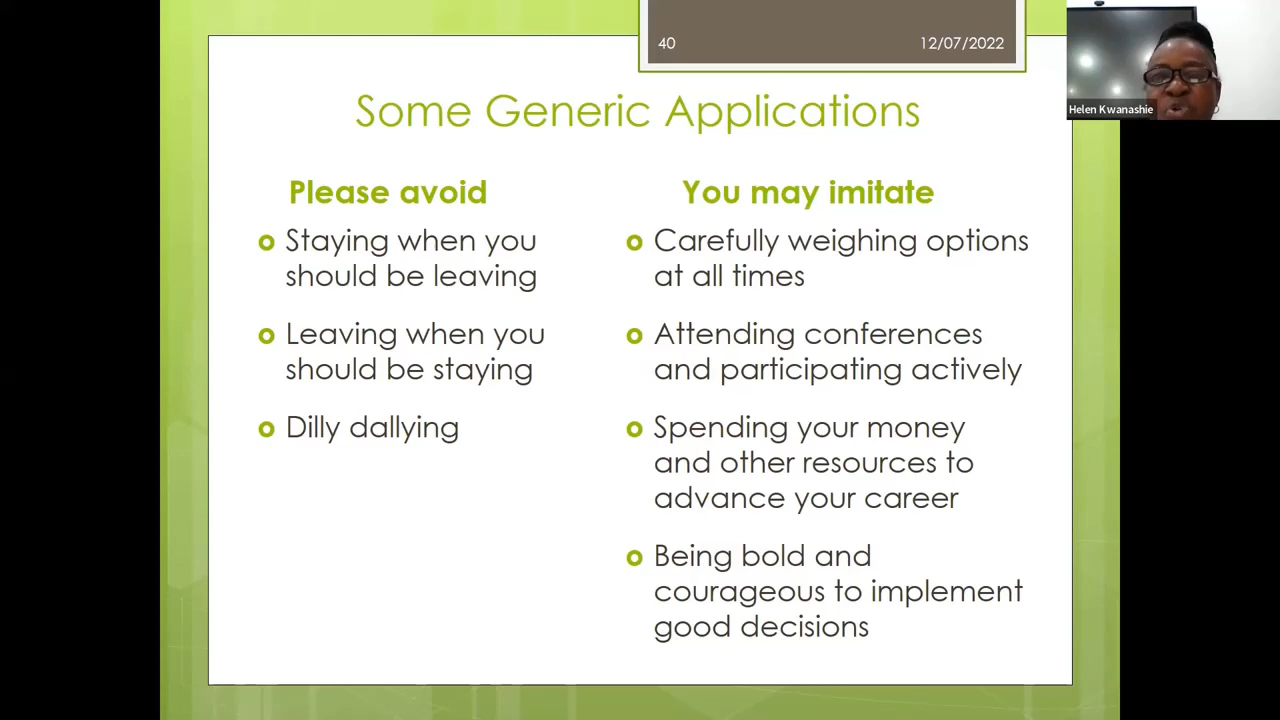 40
12/07/2022
Helen Kwanashie
Some Generic Applications
Please avoid
Staying when you
should be leaving
Leaving when you
should be staying
Dilly dallying
You may imitate
Carefully weighing options
at all times
Attending conferences
and participating actively
Spending your money
and other resources to
advance your career
Being bold and
courageous to implement
good decisions